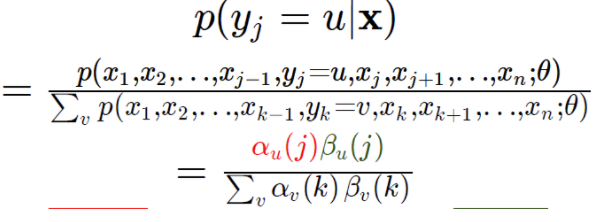 p(y_j = u|𝐱)
= p(x_1,x_2,...,x_{j−1},y_j=u,x_j,x_{j+1},...,x_n;θ) / ∑_v p(x_1,x_2,...,x_{k−1},y_k=v,x_k,x_{k+1},...,x_n;θ)
= α_u(j)β_u(j) / ∑_v α_v(k) β_v(k)